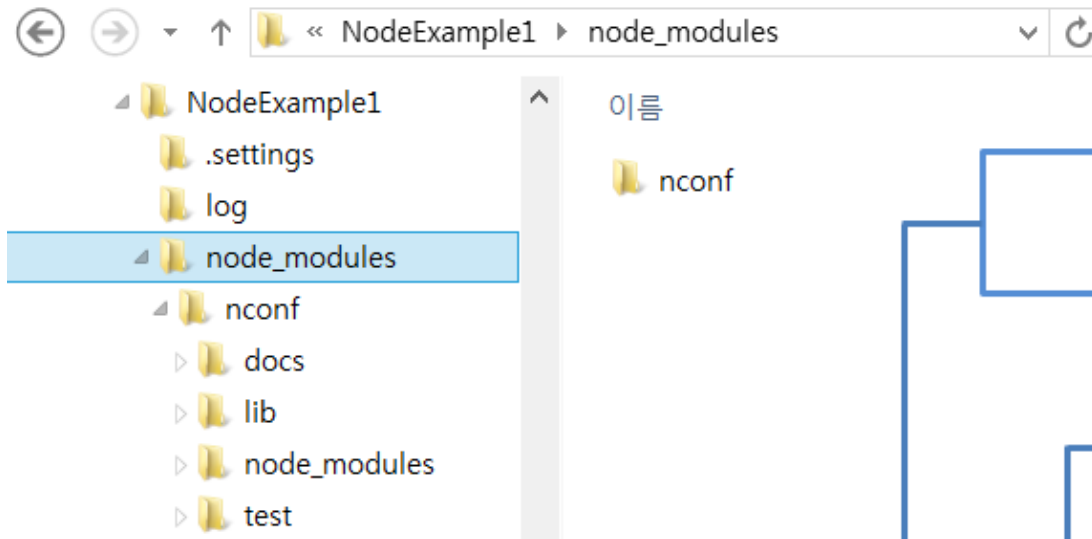 « NodeExample1 ▸ node_modules
NodeExample1
.settings
log
node_modules
nconf
docs
lib
node_modules
test
이름
nconf